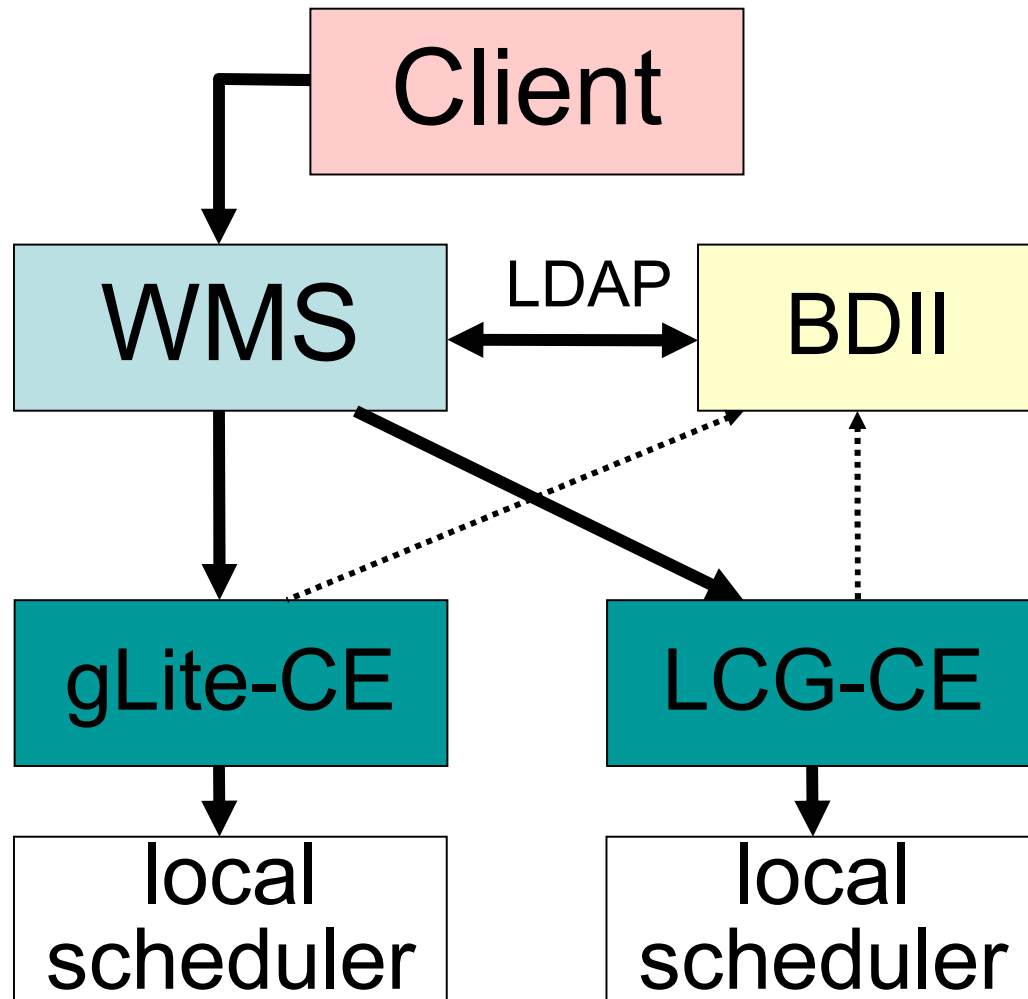 Client
LDAP
WMS
BDII
gLite-CE
LCG-CE
local
scheduler
local
scheduler